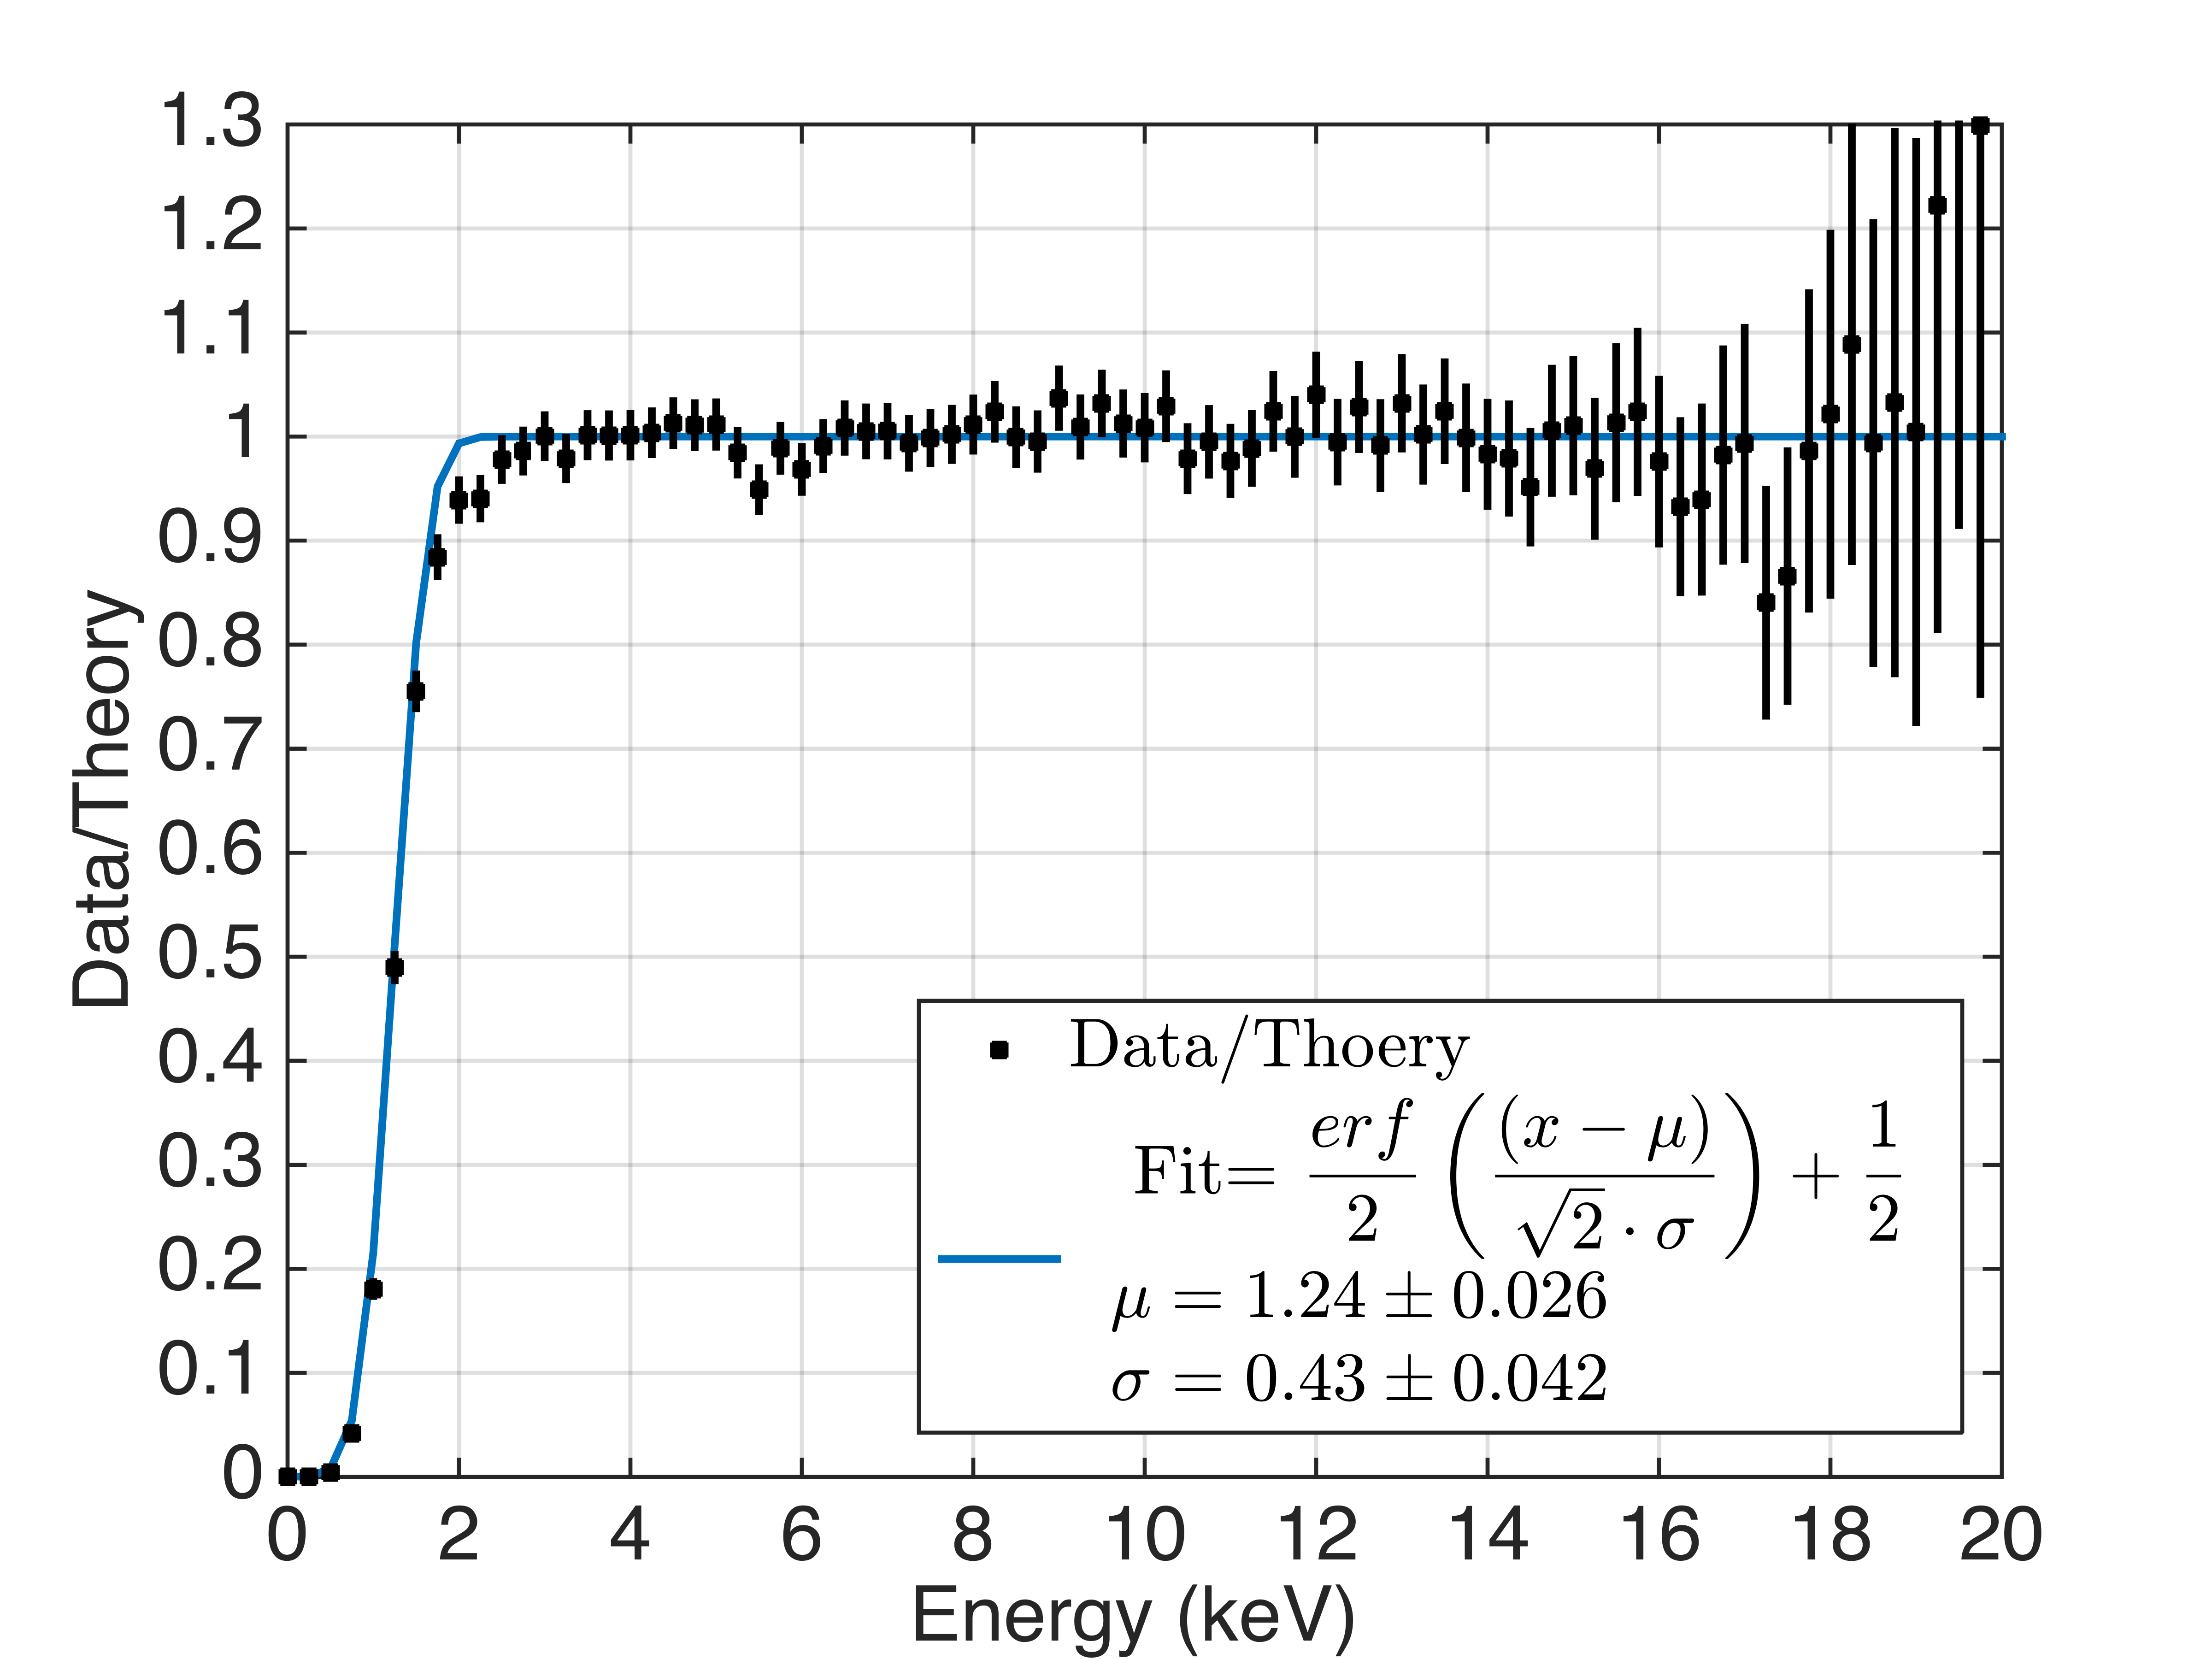 1.3
1.2
1.1
1
0.9
0.8
0.7
0.6
0.5
0.4
0.3
0.2
0.1
0
Data/Theory
Data/Thoery
Fit= erf/2 ((x − μ)/(√2 · σ)) + 1/2
μ = 1.24 ± 0.026
σ = 0.43 ± 0.042
0 2 4 6 8 10 12 14 16 18 20
Energy (keV)